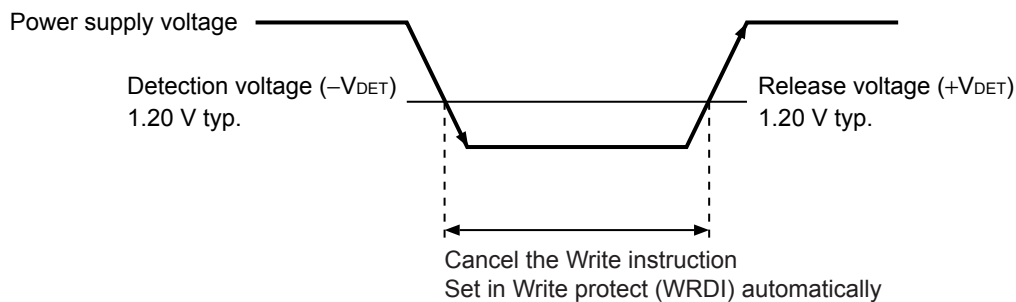 Power supply voltage
Detection voltage (−VDET)
1.20 V typ.
Release voltage (+VDET)
1.20 V typ.
Cancel the Write instruction
Set in Write protect (WRDI) automatically